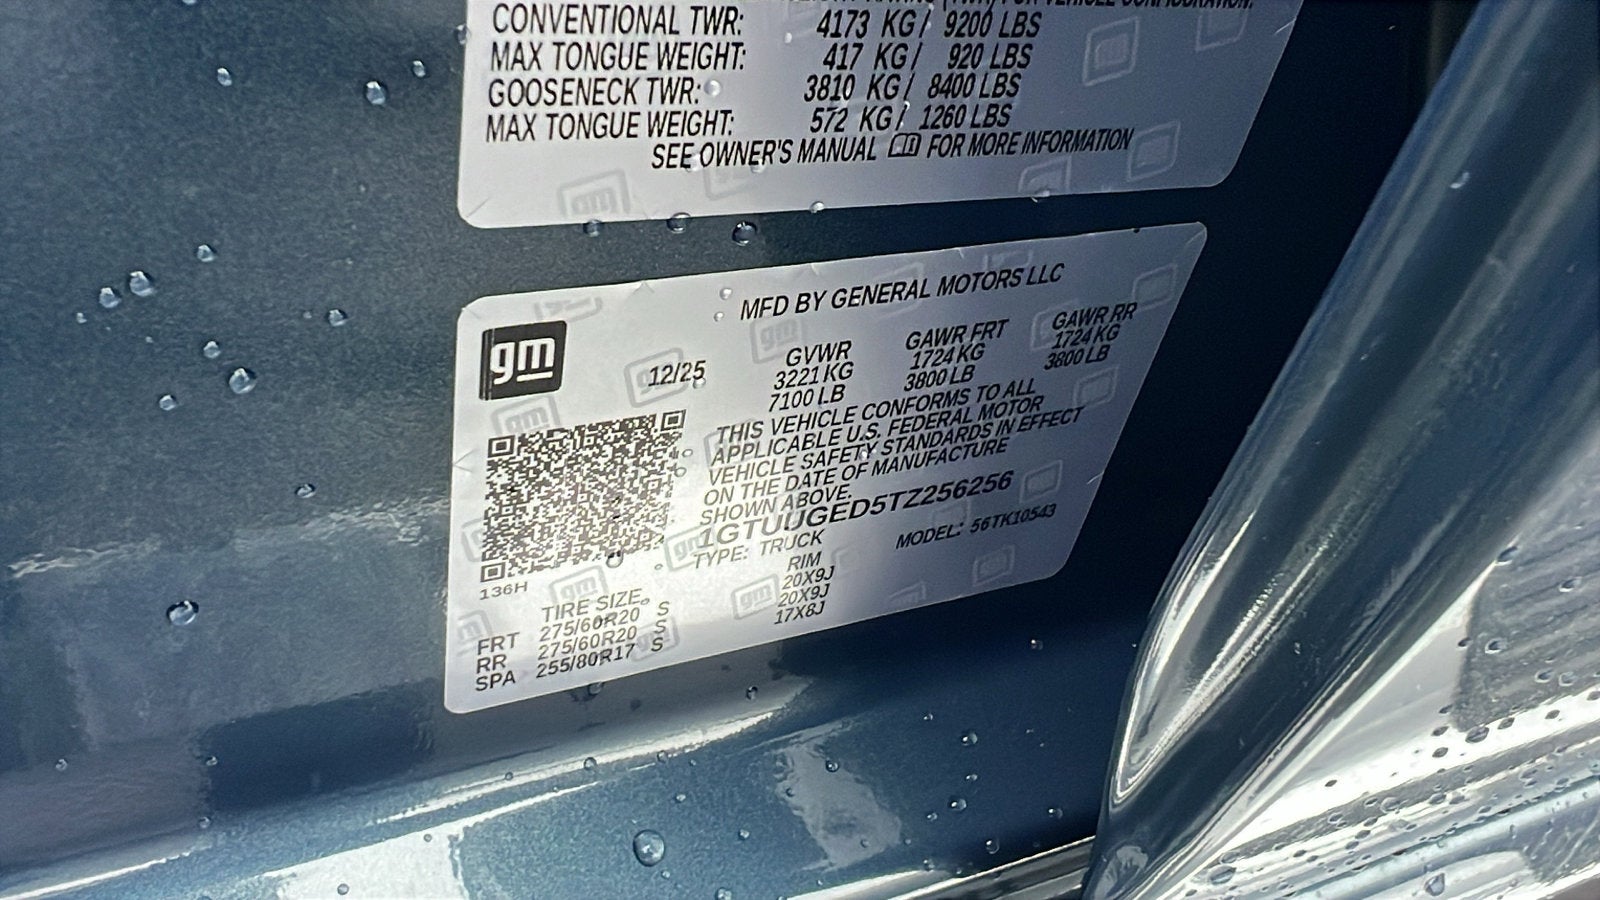 CONVENTIONAL TWR: 4173 KG/ 9200 LBS
MAX TONGUE WEIGHT: 417 KG/ 920 LBS
GOOSENECK TWR: 3810 KG/ 8400 LBS
MAX TONGUE WEIGHT: 572 KG/ 1260 LBS
SEE OWNER'S MANUAL FOR MORE INFORMATION
MFD BY GENERAL MOTORS LLC
gm
12/25
GVWR GAWR FRT GAWR RR
3221 KG 1724 KG 1724 KG
7100 LB 3800 LB 3800 LB
THIS VEHICLE CONFORMS TO ALL
APPLICABLE U.S. FEDERAL MOTOR
VEHICLE SAFETY STANDARDS IN EFFECT
ON THE DATE OF MANUFACTURE
SHOWN ABOVE.
1GTUUGED5TZ256256
TYPE: TRUCK MODEL: 56TK10543
136H
TIRE SIZE RIM
FRT 275/60R20 S 20X9J
RR 275/60R20 S 20X9J
SPA 255/80R17 S 17X8J